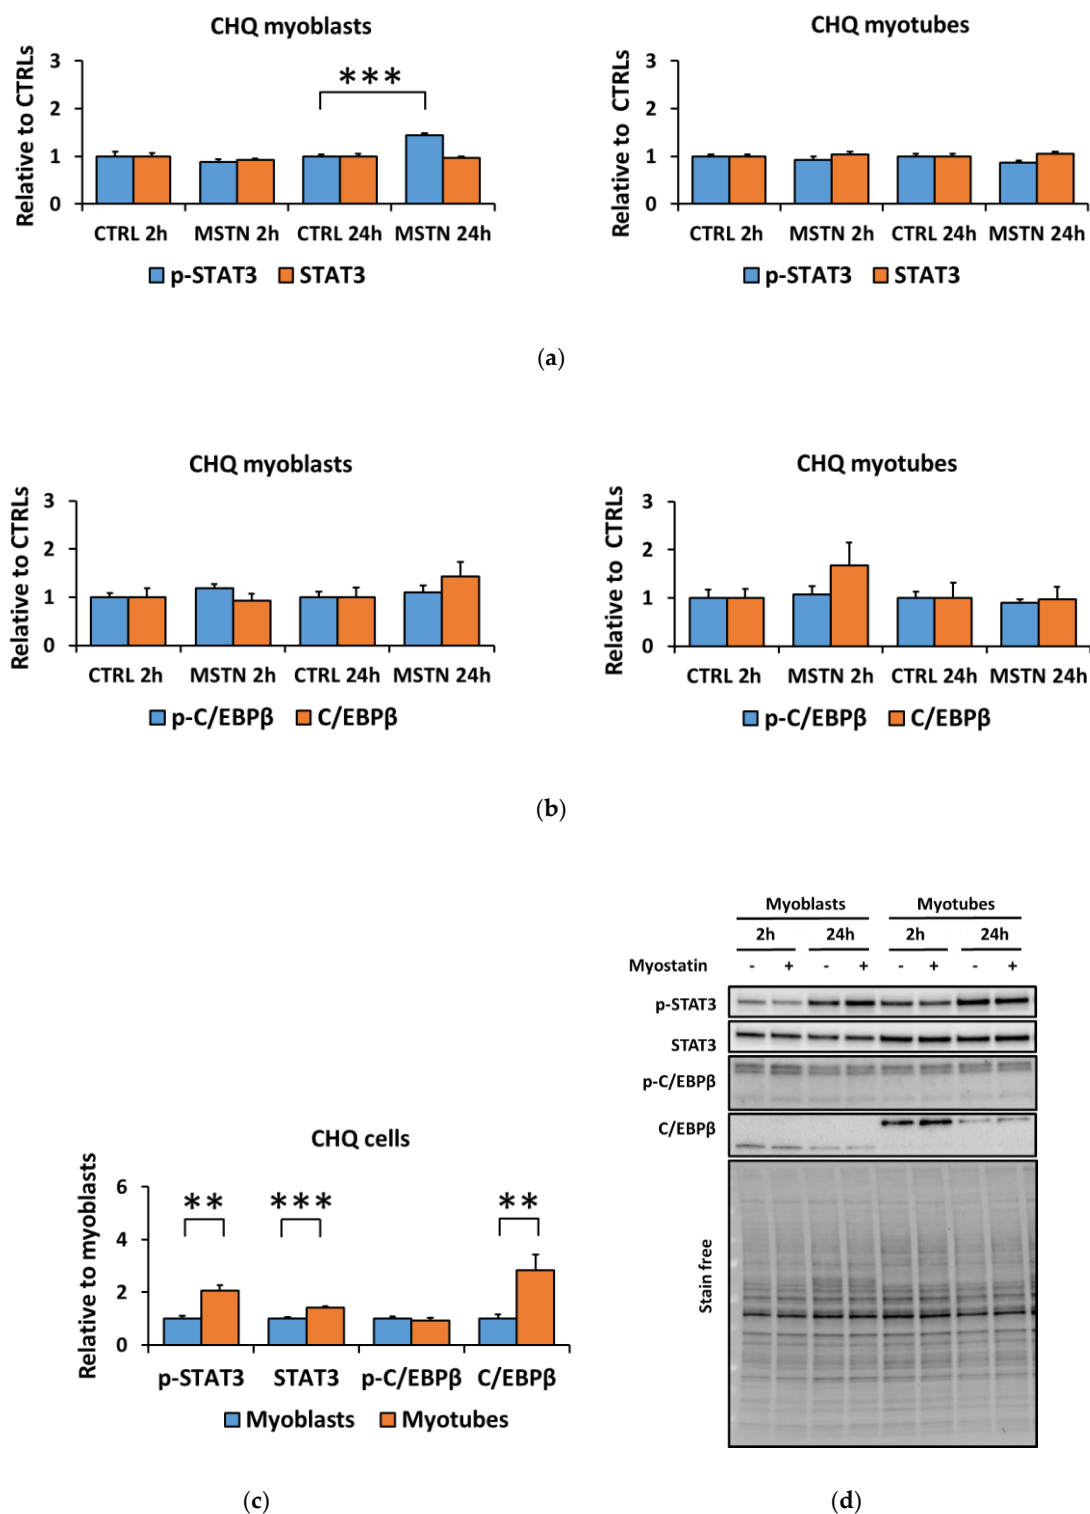 CHQ myoblasts
Relative to CTRLs
3
2
1
0
***
CTRL 2h MSTN 2h CTRL 24h MSTN 24h
p-STAT3 STAT3
CHQ myotubes
Relative to CTRLs
3
2
1
0
CTRL 2h MSTN 2h CTRL 24h MSTN 24h
p-STAT3 STAT3
(a)
CHQ myoblasts
Relative to CTRLs
3
2
1
0
CTRL 2h MSTN 2h CTRL 24h MSTN 24h
p-C/EBPβ C/EBPβ
CHQ myotubes
Relative to CTRLs
3
2
1
0
CTRL 2h MSTN 2h CTRL 24h MSTN 24h
p-C/EBPβ C/EBPβ
(b)
CHQ cells
Relative to myoblasts
6
4
2
0
** *** **
p-STAT3 STAT3 p-C/EBPβ C/EBPβ
Myoblasts Myotubes
(c)
Myoblasts Myotubes
2h 24h 2h 24h
Myostatin - + - + - + - +
p-STAT3
STAT3
p-C/EBPβ
C/EBPβ
Stain free
(d)